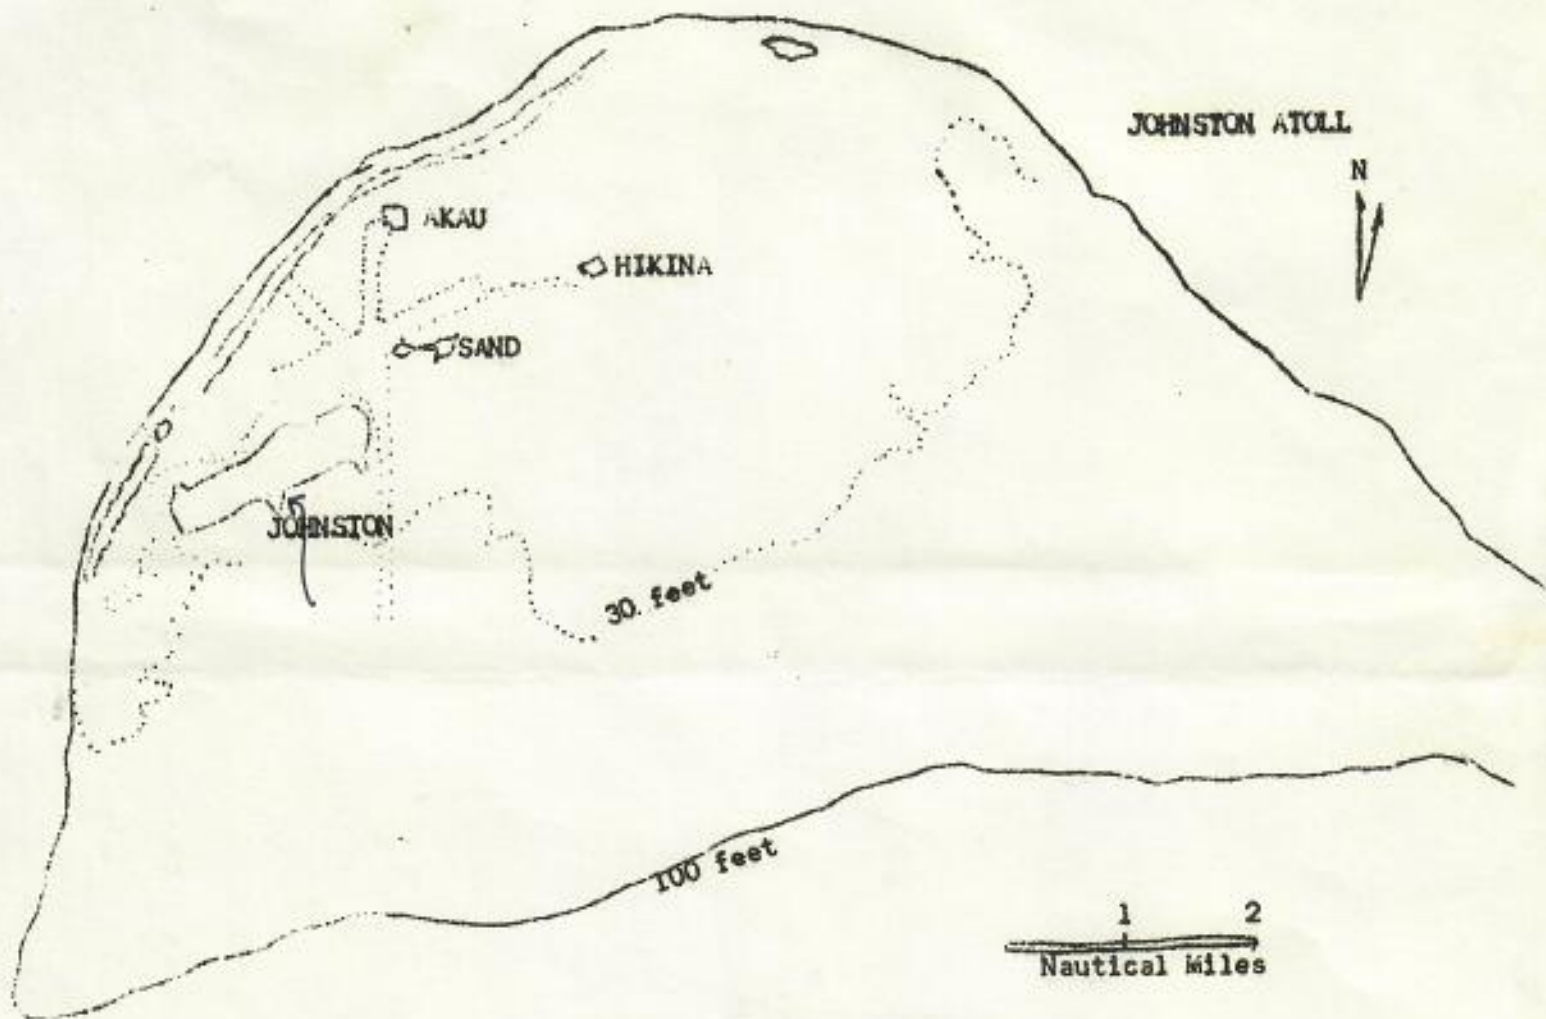 JOHNSTON ATOLL
N
AKAU
HIKINA
SAND
JOHNSTON
30 feet
100 feet
1 2
Nautical Miles